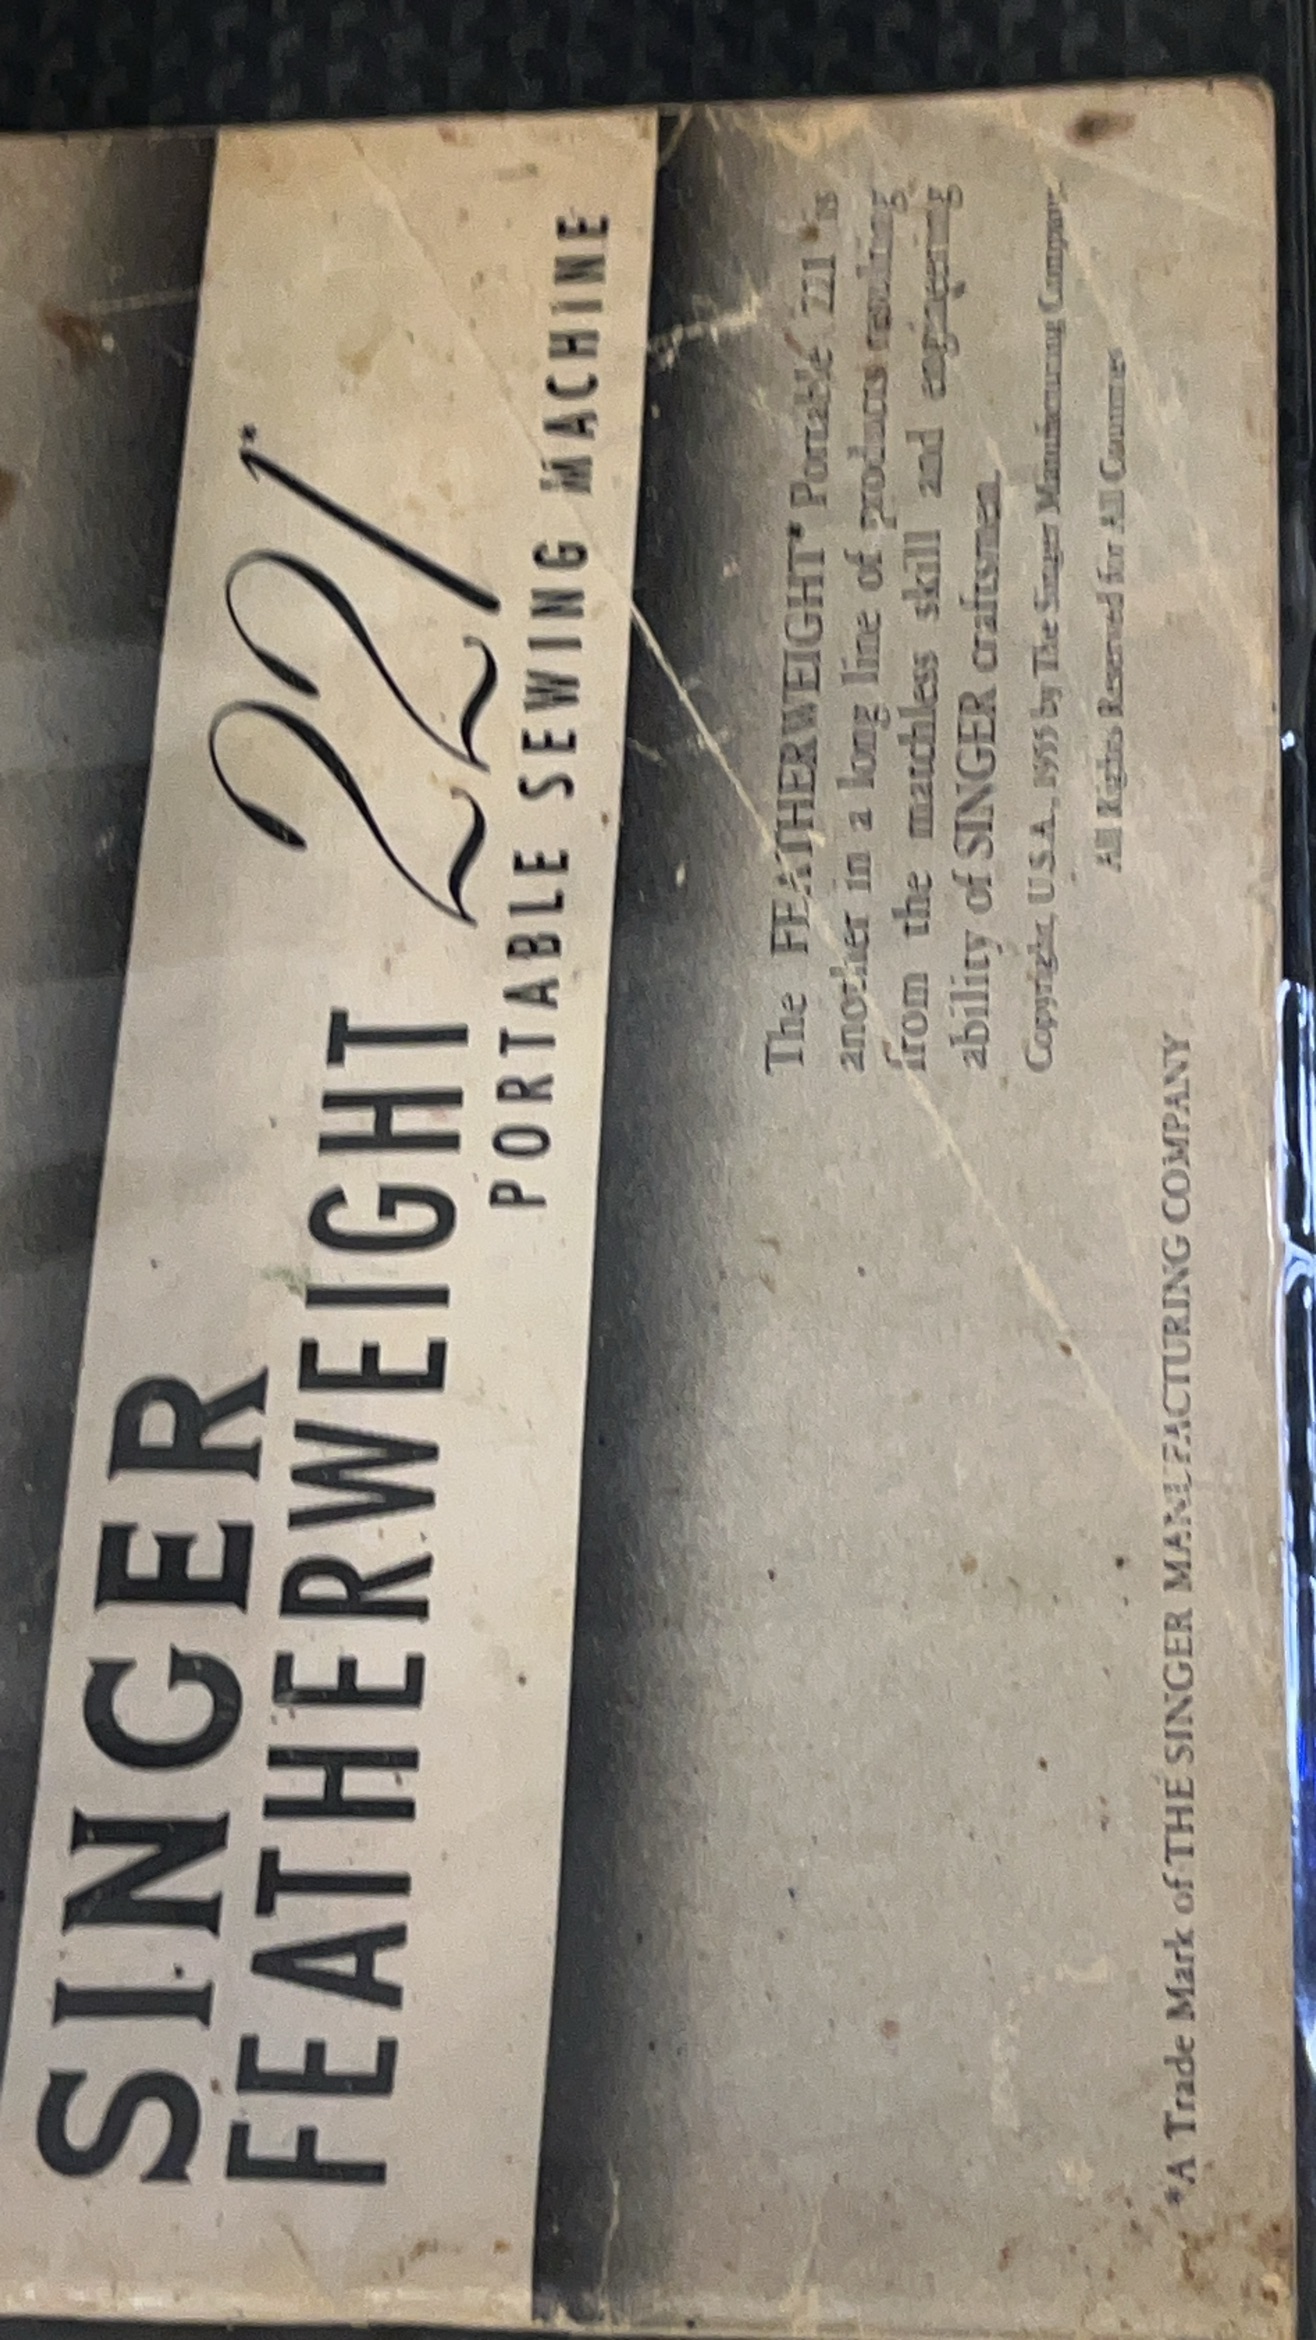 SINGER
FEATHERWEIGHT 221*
PORTABLE SEWING MACHINE
The FEATHERWEIGHT* Portable 221 is
another in a long line of products resulting
from the matchless skill and engineering
ability of SINGER craftsmen.
Copyright, U.S.A., 1955 by The Singer Manufacturing Company
All Rights Reserved for All Countries
*A Trade Mark of THE SINGER MANUFACTURING COMPANY